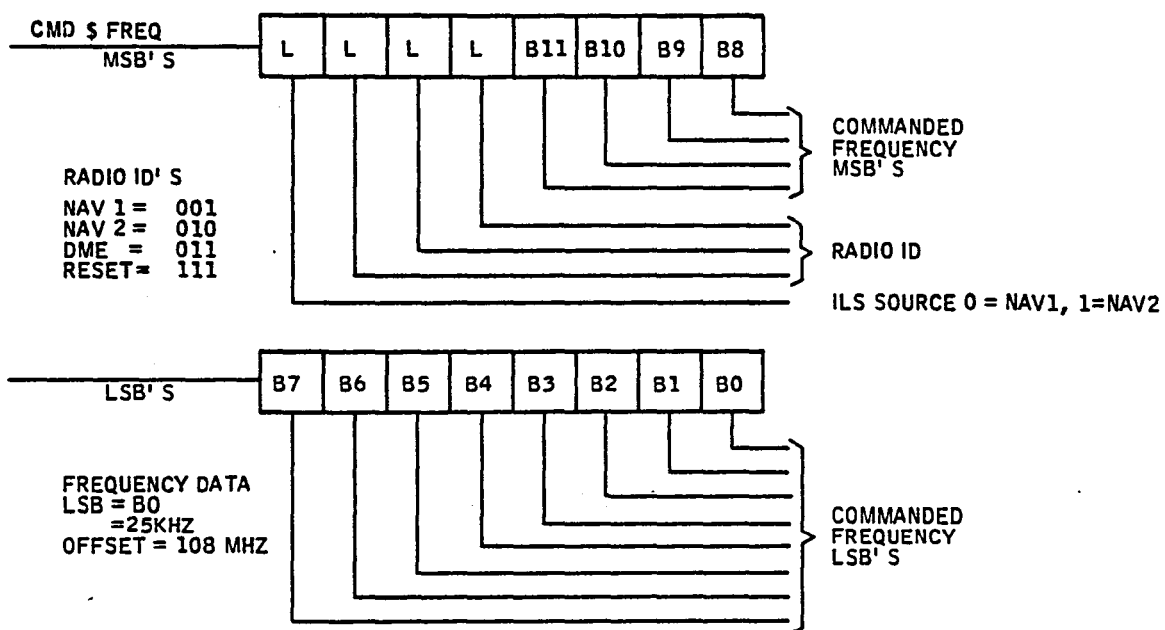 CMD $ FREQ
MSB'S
L L L L B11 B10 B9 B8
COMMANDED
FREQUENCY
MSB'S
RADIO ID'S
NAV 1 = 001
NAV 2 = 010
DME = 011
RESET = 111
RADIO ID
ILS SOURCE 0 = NAV1, 1=NAV2
LSB'S
B7 B6 B5 B4 B3 B2 B1 B0
FREQUENCY DATA
LSB = B0
=25KHZ
OFFSET = 108 MHZ
COMMANDED
FREQUENCY
LSB'S